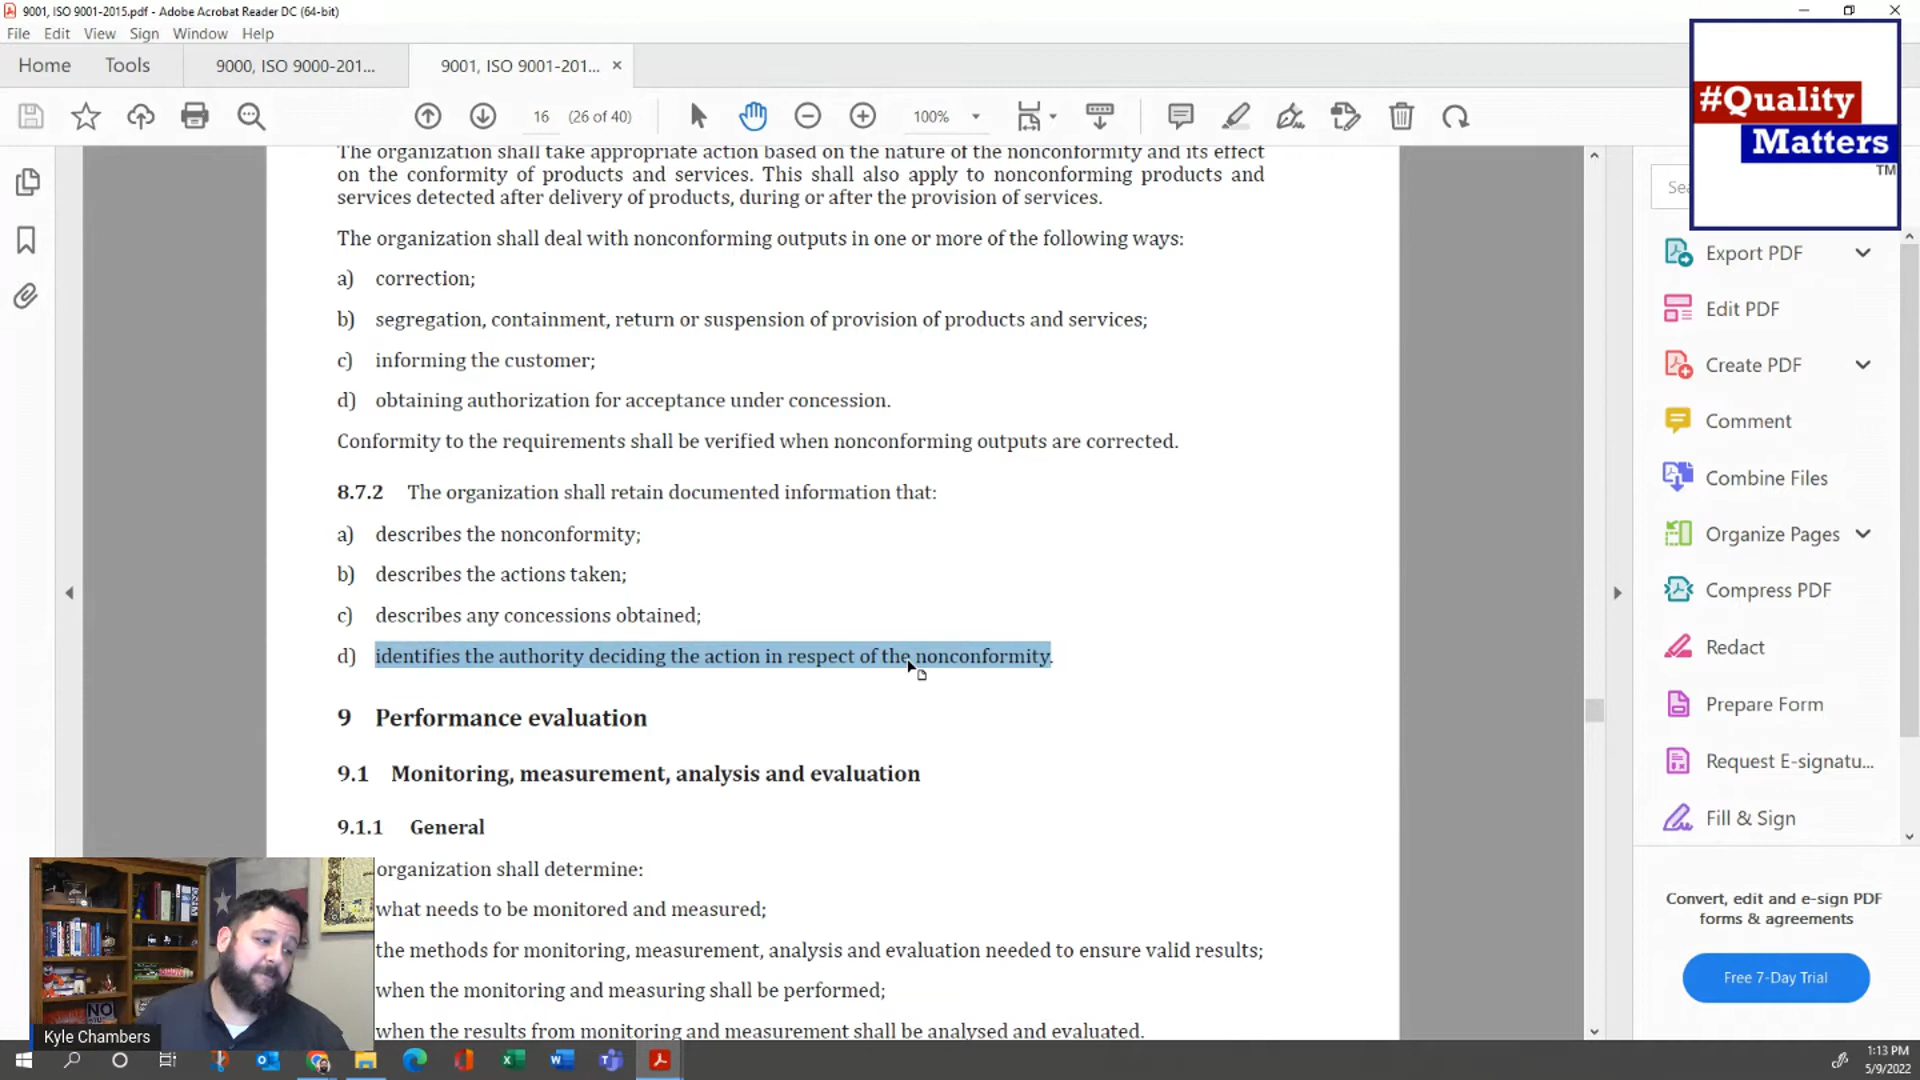 9001, ISO 9001-2015.pdf - Adobe Acrobat Reader DC (64-bit)
File Edit View Sign Window Help
Home Tools 9000, ISO 9000-201... 9001, ISO 9001-201... ×
16 (26 of 40) 100%
#Quality
Matters
TM
The organization shall take appropriate action based on the nature of the nonconformity and its effect
on the conformity of products and services. This shall also apply to nonconforming products and
services detected after delivery of products, during or after the provision of services.
The organization shall deal with nonconforming outputs in one or more of the following ways:
a) correction;
b) segregation, containment, return or suspension of provision of products and services;
c) informing the customer;
d) obtaining authorization for acceptance under concession.
Conformity to the requirements shall be verified when nonconforming outputs are corrected.
8.7.2 The organization shall retain documented information that:
a) describes the nonconformity;
b) describes the actions taken;
c) describes any concessions obtained;
d) identifies the authority deciding the action in respect of the nonconformity.
9 Performance evaluation
9.1 Monitoring, measurement, analysis and evaluation
9.1.1 General
organization shall determine:
what needs to be monitored and measured;
the methods for monitoring, measurement, analysis and evaluation needed to ensure valid results;
when the monitoring and measuring shall be performed;
when the results from monitoring and measurement shall be analysed and evaluated.
Sea
Export PDF
Edit PDF
Create PDF
Comment
Combine Files
Organize Pages
Compress PDF
Redact
Prepare Form
Request E-signatu...
Fill & Sign
Convert, edit and e-sign PDF
forms & agreements
Free 7-Day Trial
NO
Kyle Chambers
1:13 PM
5/9/2022